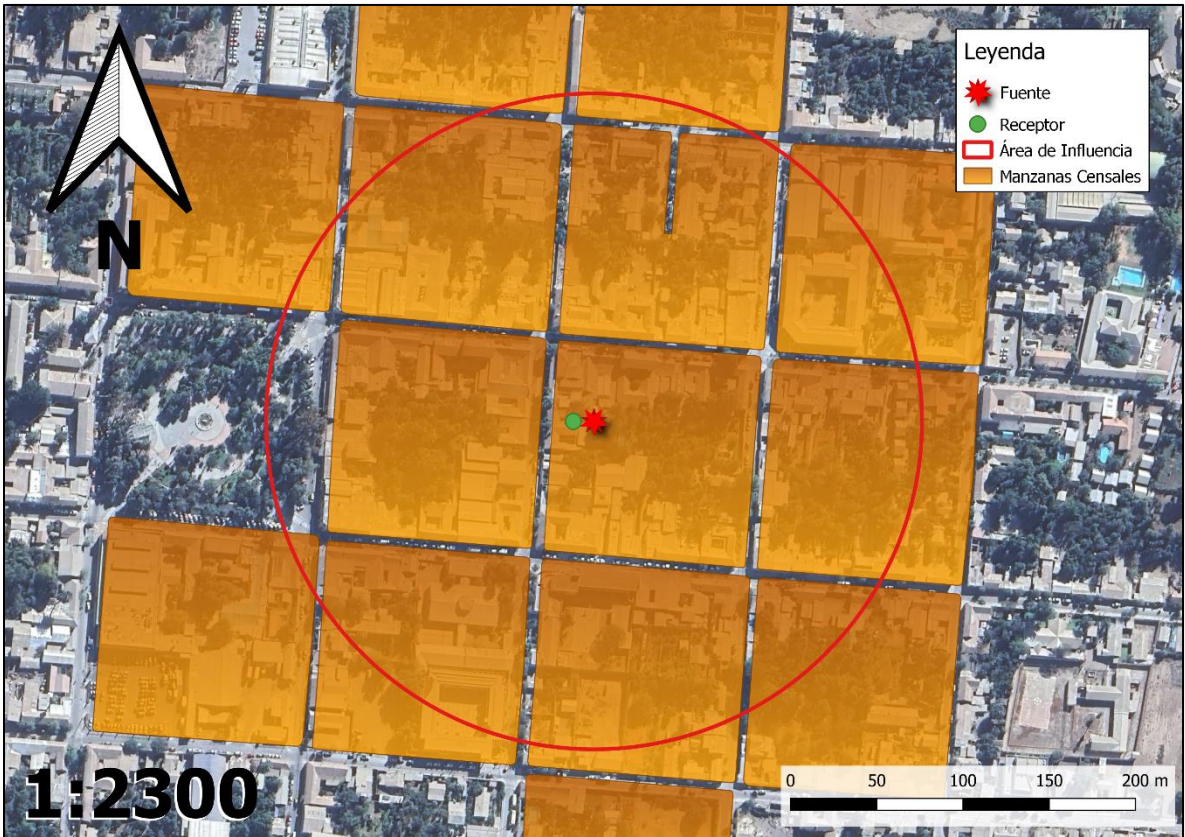 Leyenda
Fuente
Receptor
Área de Influencia
Manzanas Censales
N
1:2300
0 50 100 150 200 m